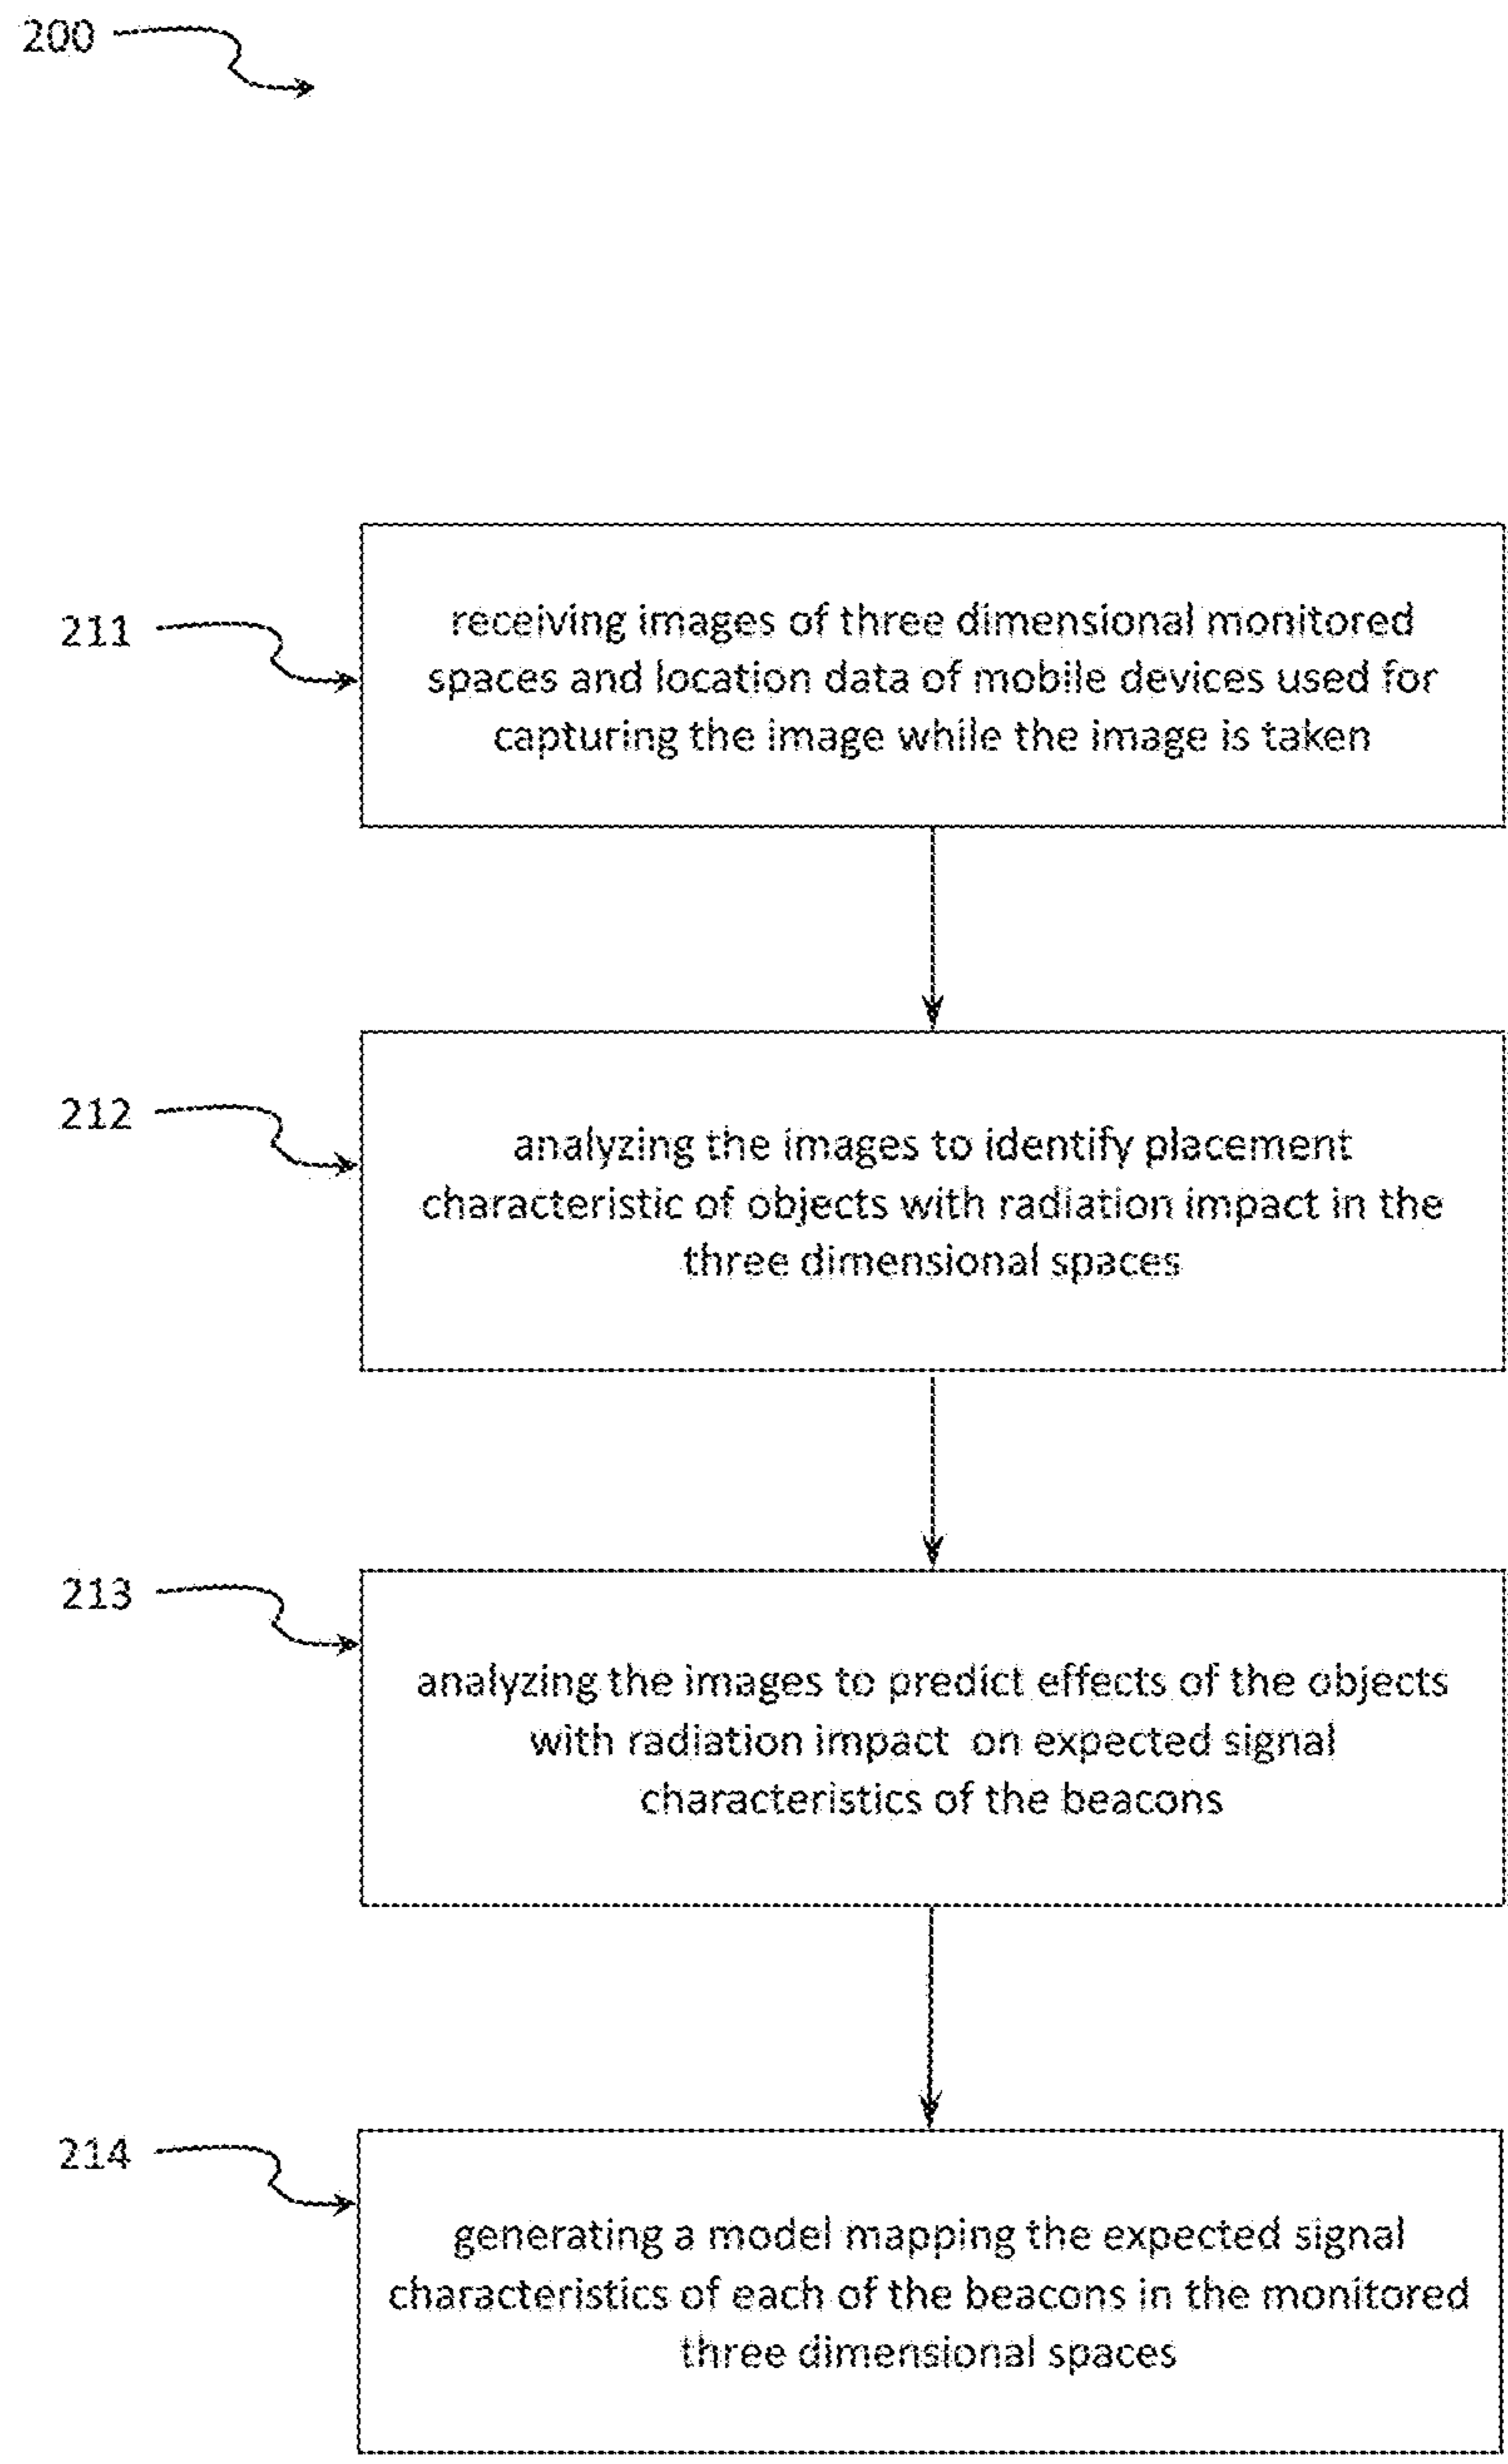 200
211
receiving images of three dimensional monitored
spaces and location data of mobile devices used for
capturing the image while the image is taken
212
analyzing the images to identify placement
characteristic of objects with radiation impact in the
three dimensional spaces
213
analyzing the images to predict effects of the objects
with radiation impact on expected signal
characteristics of the beacons
214
generating a model mapping the expected signal
characteristics of each of the beacons in the monitored
three dimensional spaces